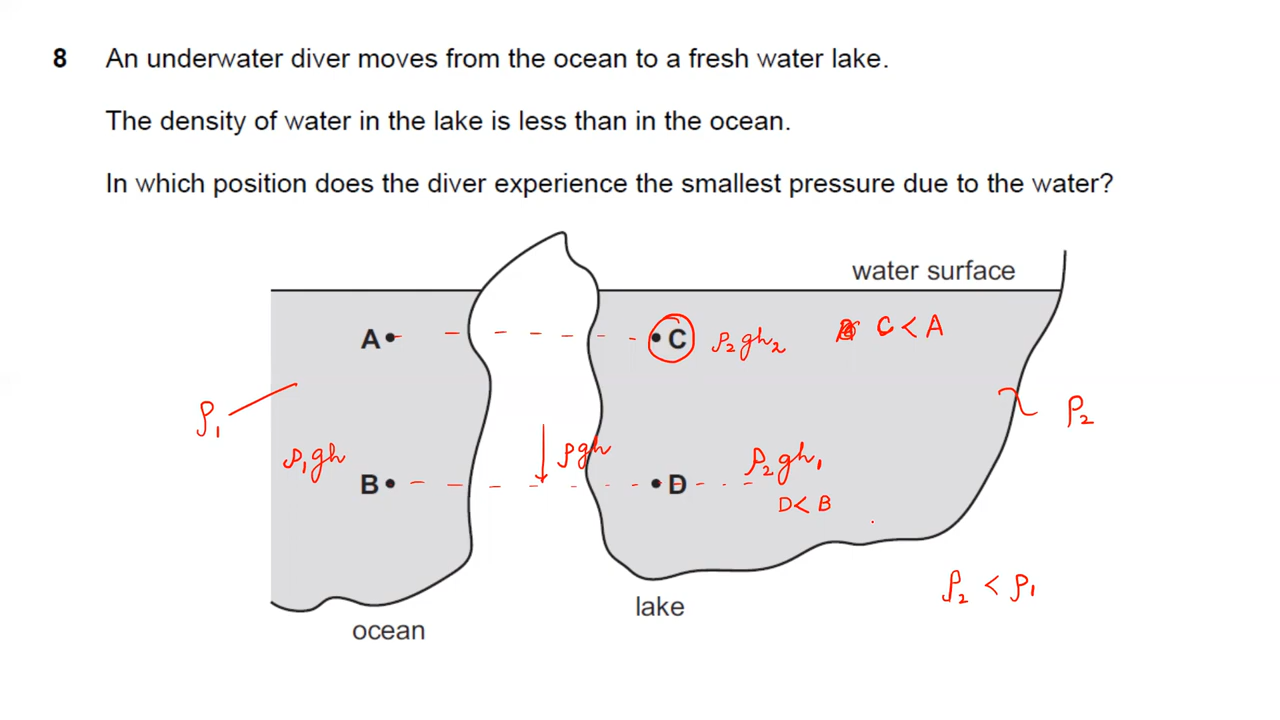 8 An underwater diver moves from the ocean to a fresh water lake.
The density of water in the lake is less than in the ocean.
In which position does the diver experience the smallest pressure due to the water?
water surface
A
C
ρ₂gh₂
C < A
ρ₁
ρ₂
ρ₁gh
ρgh
ρ₂gh₁
B
D
D < B
ρ₂ < ρ₁
lake
ocean